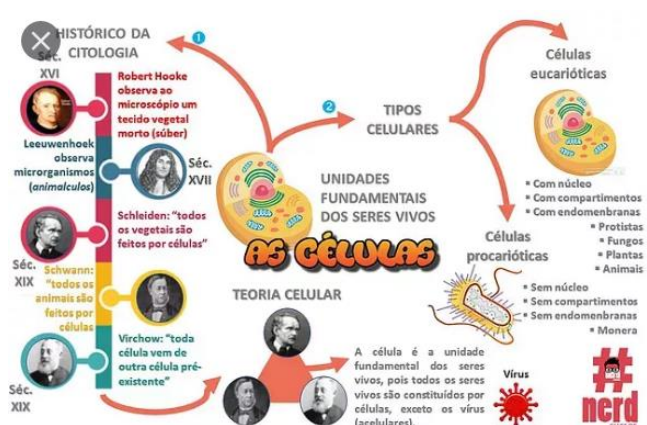 HISTÓRICO DA
CITOLOGIA
Séc.
XVI
Robert Hooke
observa ao
microscópio um
tecido vegetal
morto (súber)
Leeuwenhoek
observa
microrganismos
(animalculos)
Séc.
XVII
Schleiden: “todos
os vegetais são
feitos por células”
Séc.
XIX
Schwann:
“todos os
animais são
feitos por
células
Virchow: “toda
célula vem de
outra célula pré-
existente”
Séc.
XIX
1
2
TIPOS
CELULARES
UNIDADES
FUNDAMENTAIS
DOS SERES VIVOS
AS CÉLULAS
Células
eucarióticas
▪ Com núcleo
▪ Com compartimentos
▪ Com endomenbranas
▪ Protistas
▪ Fungos
▪ Plantas
▪ Animais
Células
procarióticas
▪ Sem núcleo
▪ Sem compartimentos
▪ Sem endomenbranas
▪ Monera
TEORIA CELULAR
A célula é a unidade
fundamental dos seres
vivos, pois todos os seres
vivos são constituídos por
células, exceto os vírus
(acelulares).
Vírus
#
nerd